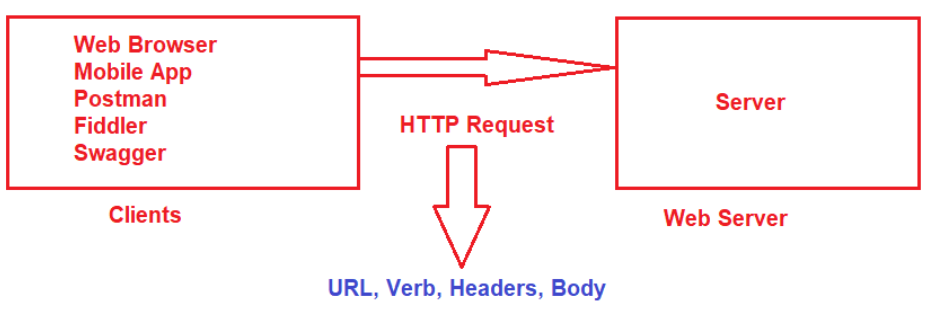 Web Browser
Mobile App
Postman
Fiddler
Swagger
Server
HTTP Request
Clients
Web Server
URL, Verb, Headers, Body